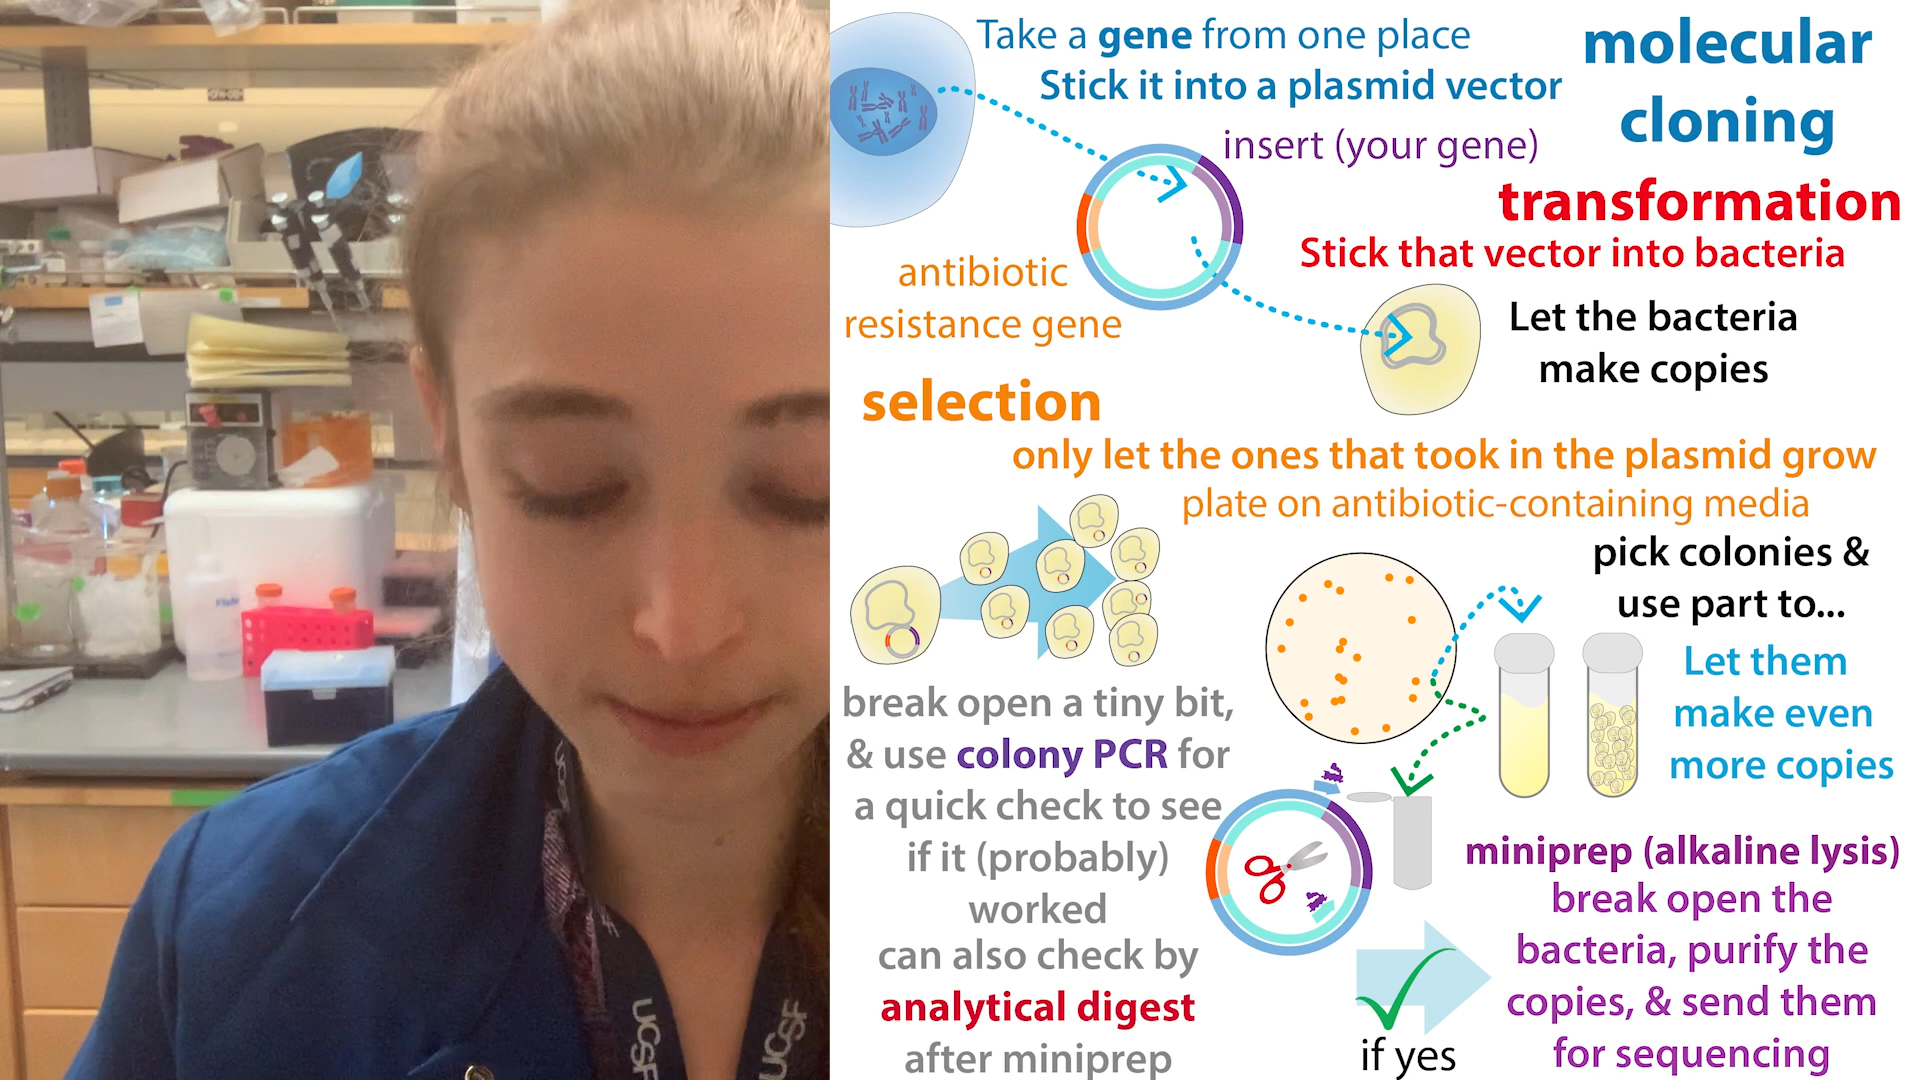 Take a gene from one place
Stick it into a plasmid vector
molecular
cloning
insert (your gene)
transformation
Stick that vector into bacteria
antibiotic
resistance gene
Let the bacteria
make copies
selection
only let the ones that took in the plasmid grow
plate on antibiotic-containing media
pick colonies &
use part to...
Let them
make even
more copies
break open a tiny bit,
& use colony PCR for
a quick check to see
if it (probably)
worked
can also check by
analytical digest
after miniprep
miniprep (alkaline lysis)
break open the
bacteria, purify the
copies, & send them
for sequencing
if yes
UCSF
UCSF